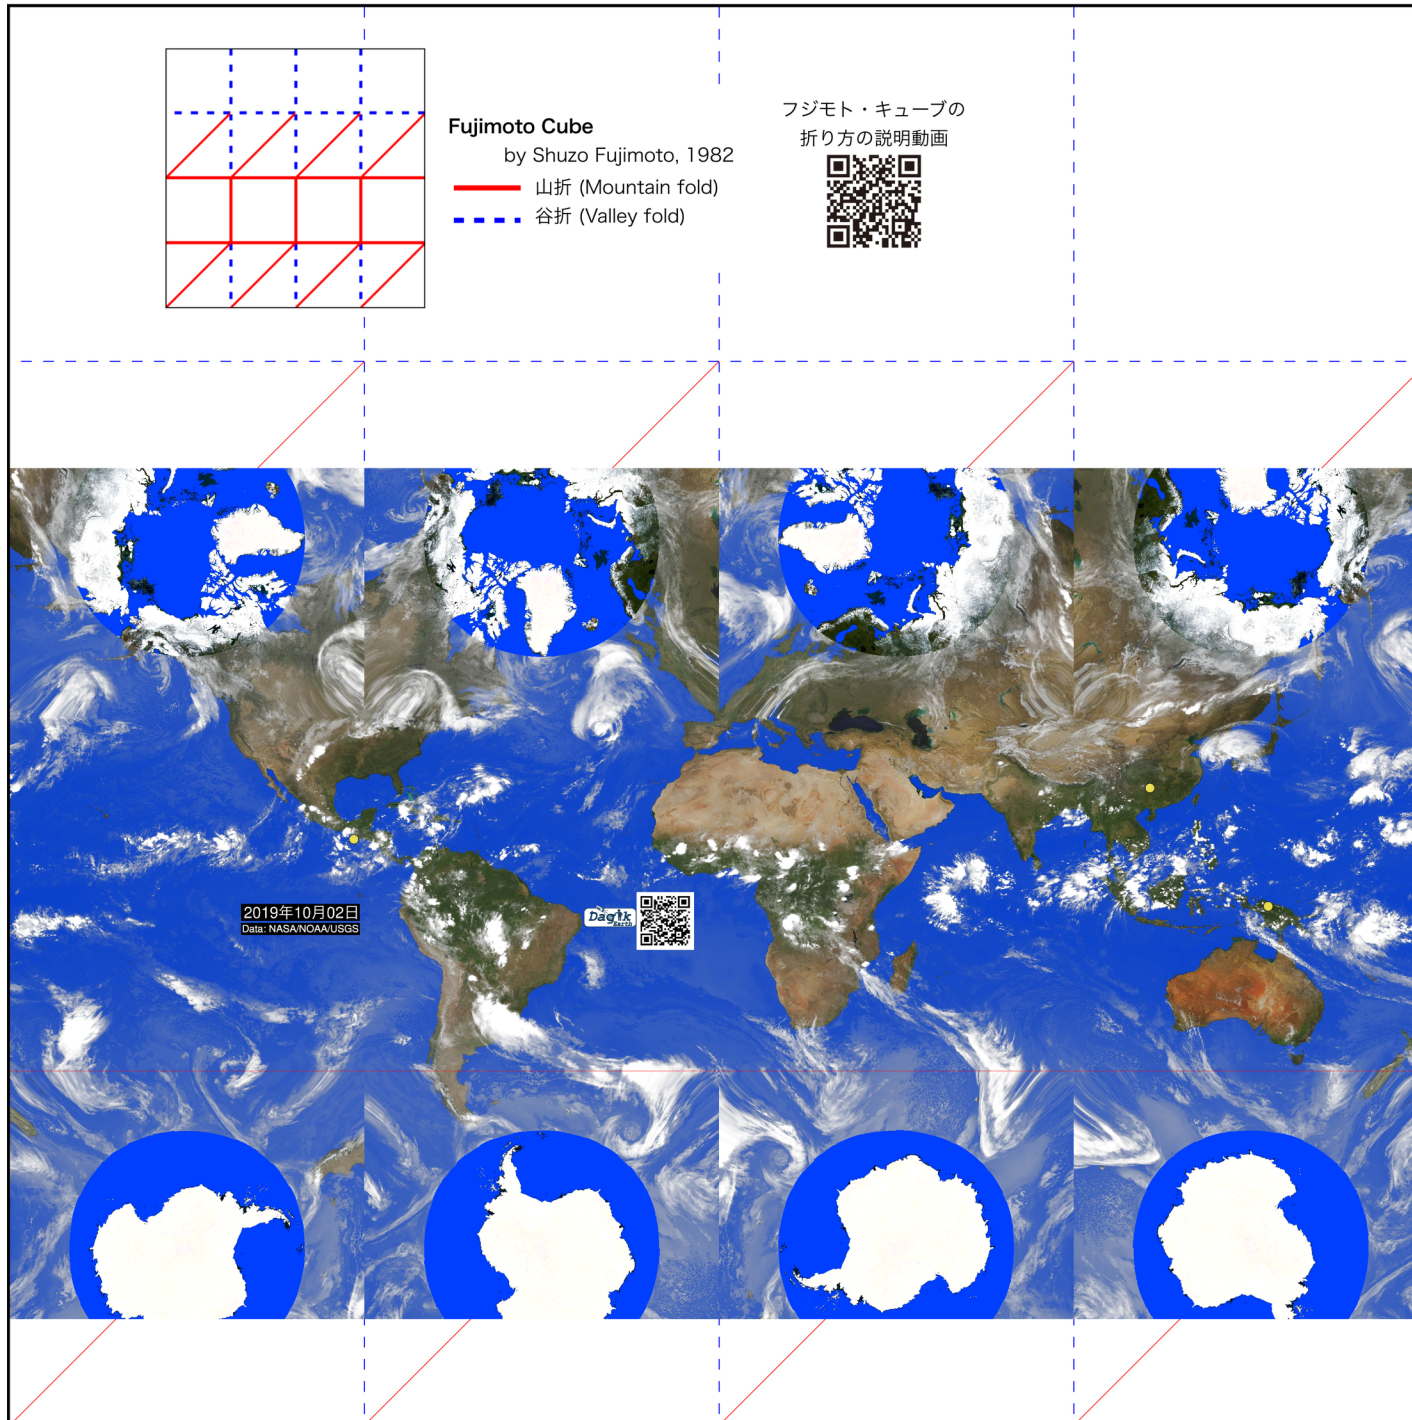 Fujimoto Cube
by Shuzo Fujimoto, 1982
山折 (Mountain fold)
谷折 (Valley fold)
フジモト・キューブの
折り方の説明動画
2019年10月02日
Data: NASA/NOAA/USGS
Dagik
Earth